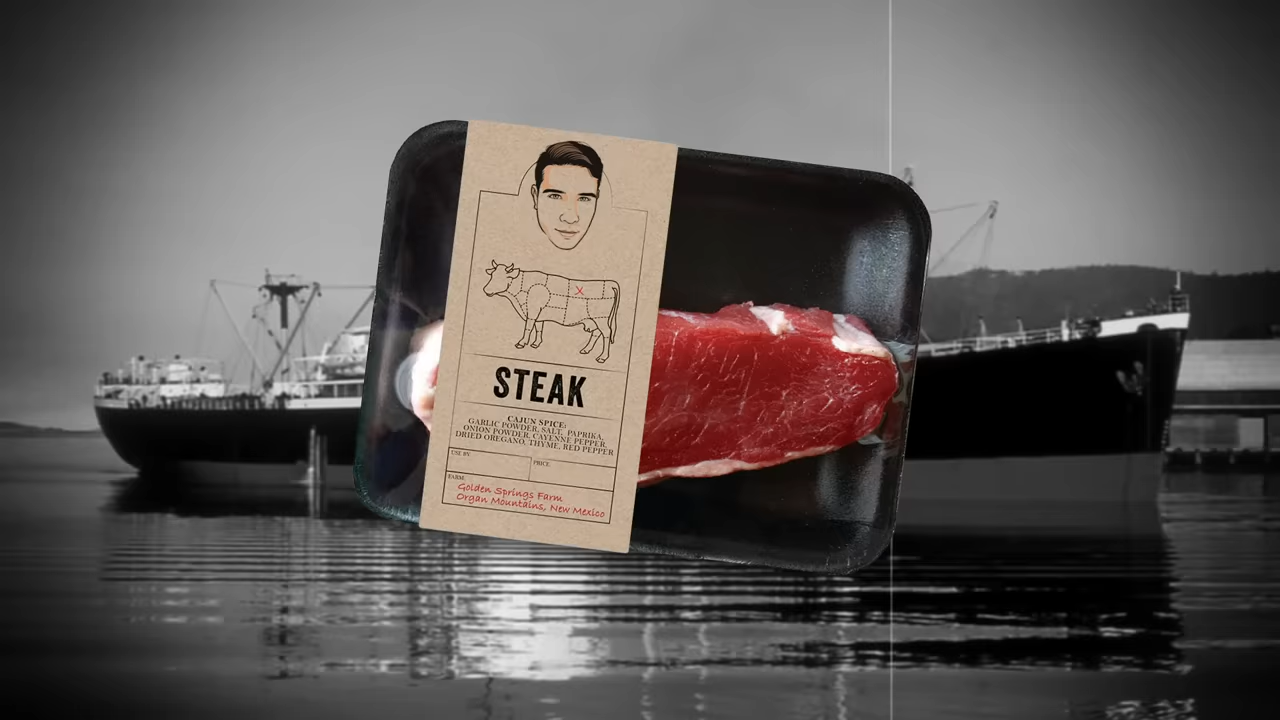 X
STEAK
CAJUN SPICE:
GARLIC POWDER, SALT, PAPRIKA,
ONION POWDER, CAYENNE PEPPER,
DRIED OREGANO, THYME, RED PEPPER
USE BY: PRICE
FARM:
Golden Springs Farm
Organ Mountains, New Mexico